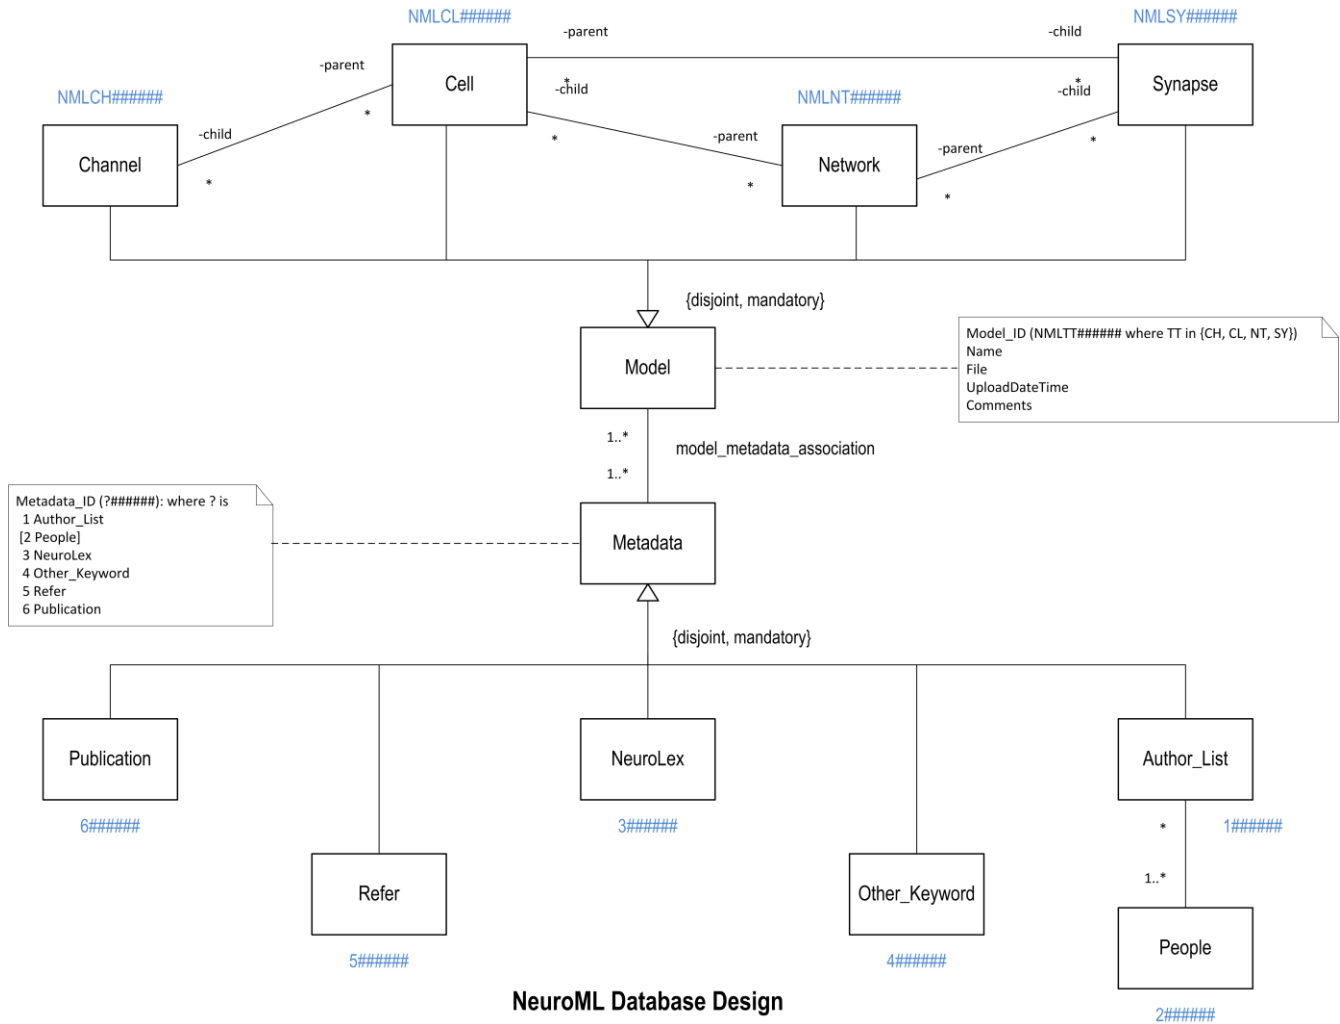 NMLCL######
NMLSY######
-parent
-child
-parent
Cell
*
*
-child
-child
Synapse
NMLCH######
NMLNT######
*
-child
-parent
*
-parent
*
Channel
Network
*
*
*
{disjoint, mandatory}
Model
Model_ID (NMLTT###### where TT in {CH, CL, NT, SY})
Name
File
UploadDateTime
Comments
1..*
model_metadata_association
1..*
Metadata_ID (?######): where ? is
1 Author_List
[2 People]
3 NeuroLex
4 Other_Keyword
5 Refer
6 Publication
Metadata
{disjoint, mandatory}
Publication
NeuroLex
Author_List
6######
3######
*
1######
Refer
Other_Keyword
1..*
People
5######
4######
NeuroML Database Design
2######